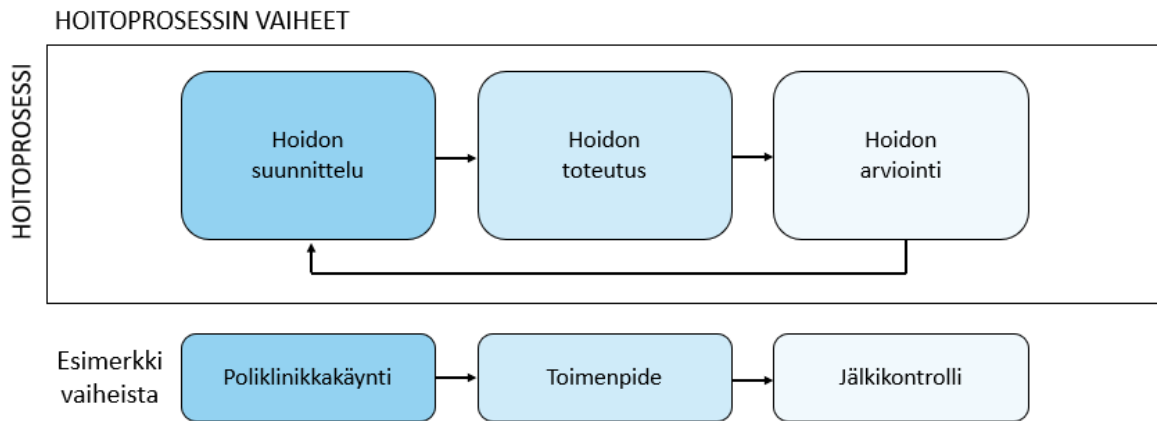 HOITOPROSESSIN VAIHEET
HOITOPROSESSI
Hoidon
suunnittelu
Hoidon
toteutus
Hoidon
arviointi
Esimerkki
vaiheista
Poliklinikkakäynti
Toimenpide
Jälkikontrolli